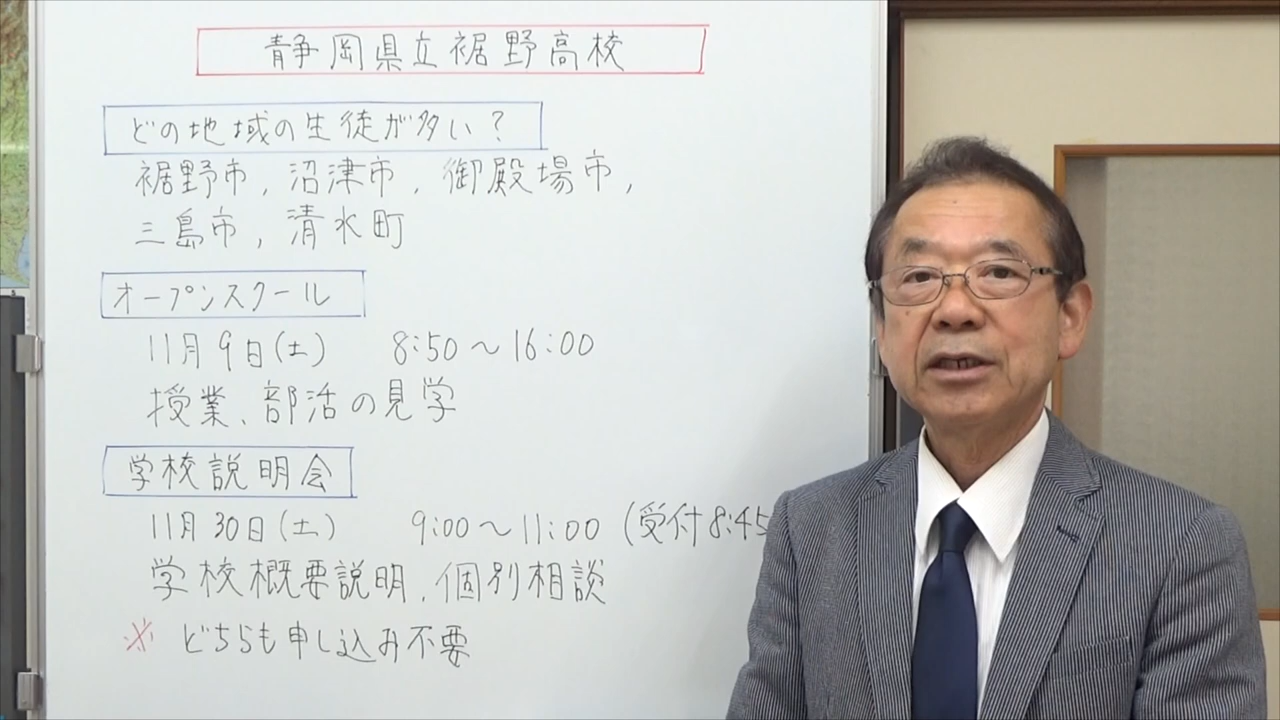 静岡県立裾野高校
どの地域の生徒が多い？
裾野市，沼津市，御殿場市，
三島市，清水町
オープンスクール
11月9日(土) 8:50～16:00
授業、部活の見学
学校説明会
11月30日(土) 9:00～11:00 (受付8:45
学校概要説明，個別相談
※ どちらも申し込み不要